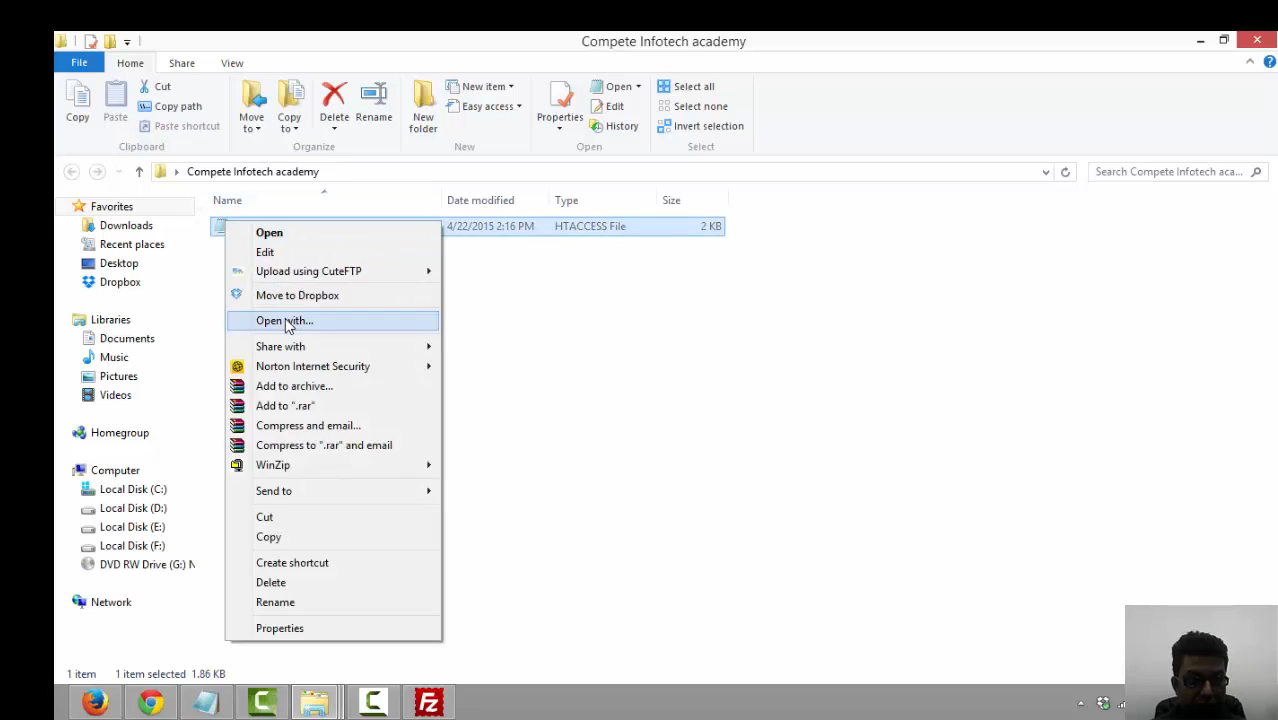 Compete Infotech academy
File Home Share View
Copy
Paste
Cut
Copy path
Paste shortcut
Clipboard
Move to
Copy to
Delete
Rename
Organize
New folder
New item
Easy access
New
Properties
Open
Edit
History
Open
Select all
Select none
Invert selection
Select
Compete Infotech academy
Search Compete Infotech aca...
Name Date modified Type Size
4/22/2015 2:16 PM HTACCESS File 2 KB
Favorites
Downloads
Recent places
Desktop
Dropbox
Libraries
Documents
Music
Pictures
Videos
Homegroup
Computer
Local Disk (C:)
Local Disk (D:)
Local Disk (E:)
Local Disk (F:)
DVD RW Drive (G:) N
Network
Open
Edit
Upload using CuteFTP
Move to Dropbox
Open with...
Share with
Norton Internet Security
Add to archive...
Add to ".rar"
Compress and email...
Compress to ".rar" and email
WinZip
Send to
Cut
Copy
Create shortcut
Delete
Rename
Properties
1 item 1 item selected 1.86 KB